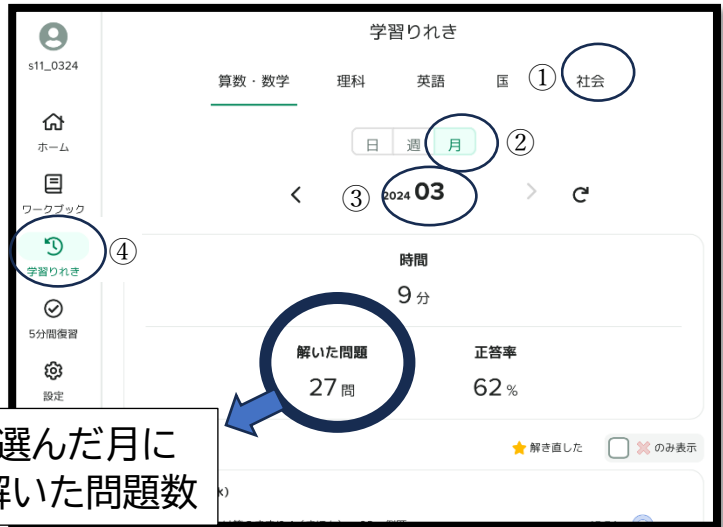 学習りれき
s11_0324
算数・数学 理科 英語 国 ① 社会
ホーム
日 週 月 ②
ワークブック
③ 2024 03
学習りれき ④
時間
9 分
5分間復習
解いた問題 正答率
27 問 62 %
設定
選んだ月に
解いた問題数
解き直した のみ表示